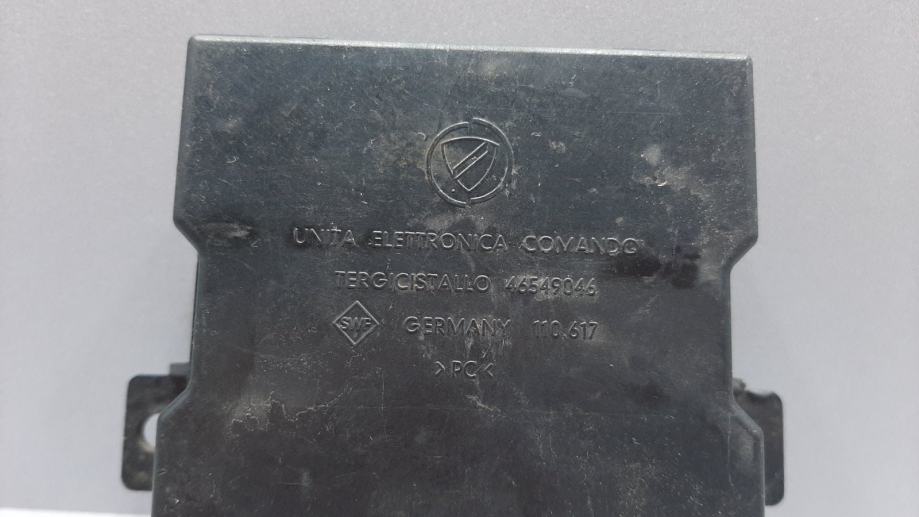 UNITA ELETTRONICA COMANDO
TERGICISTALLO 46549046
SWF GERMANY 110.617
>PC<